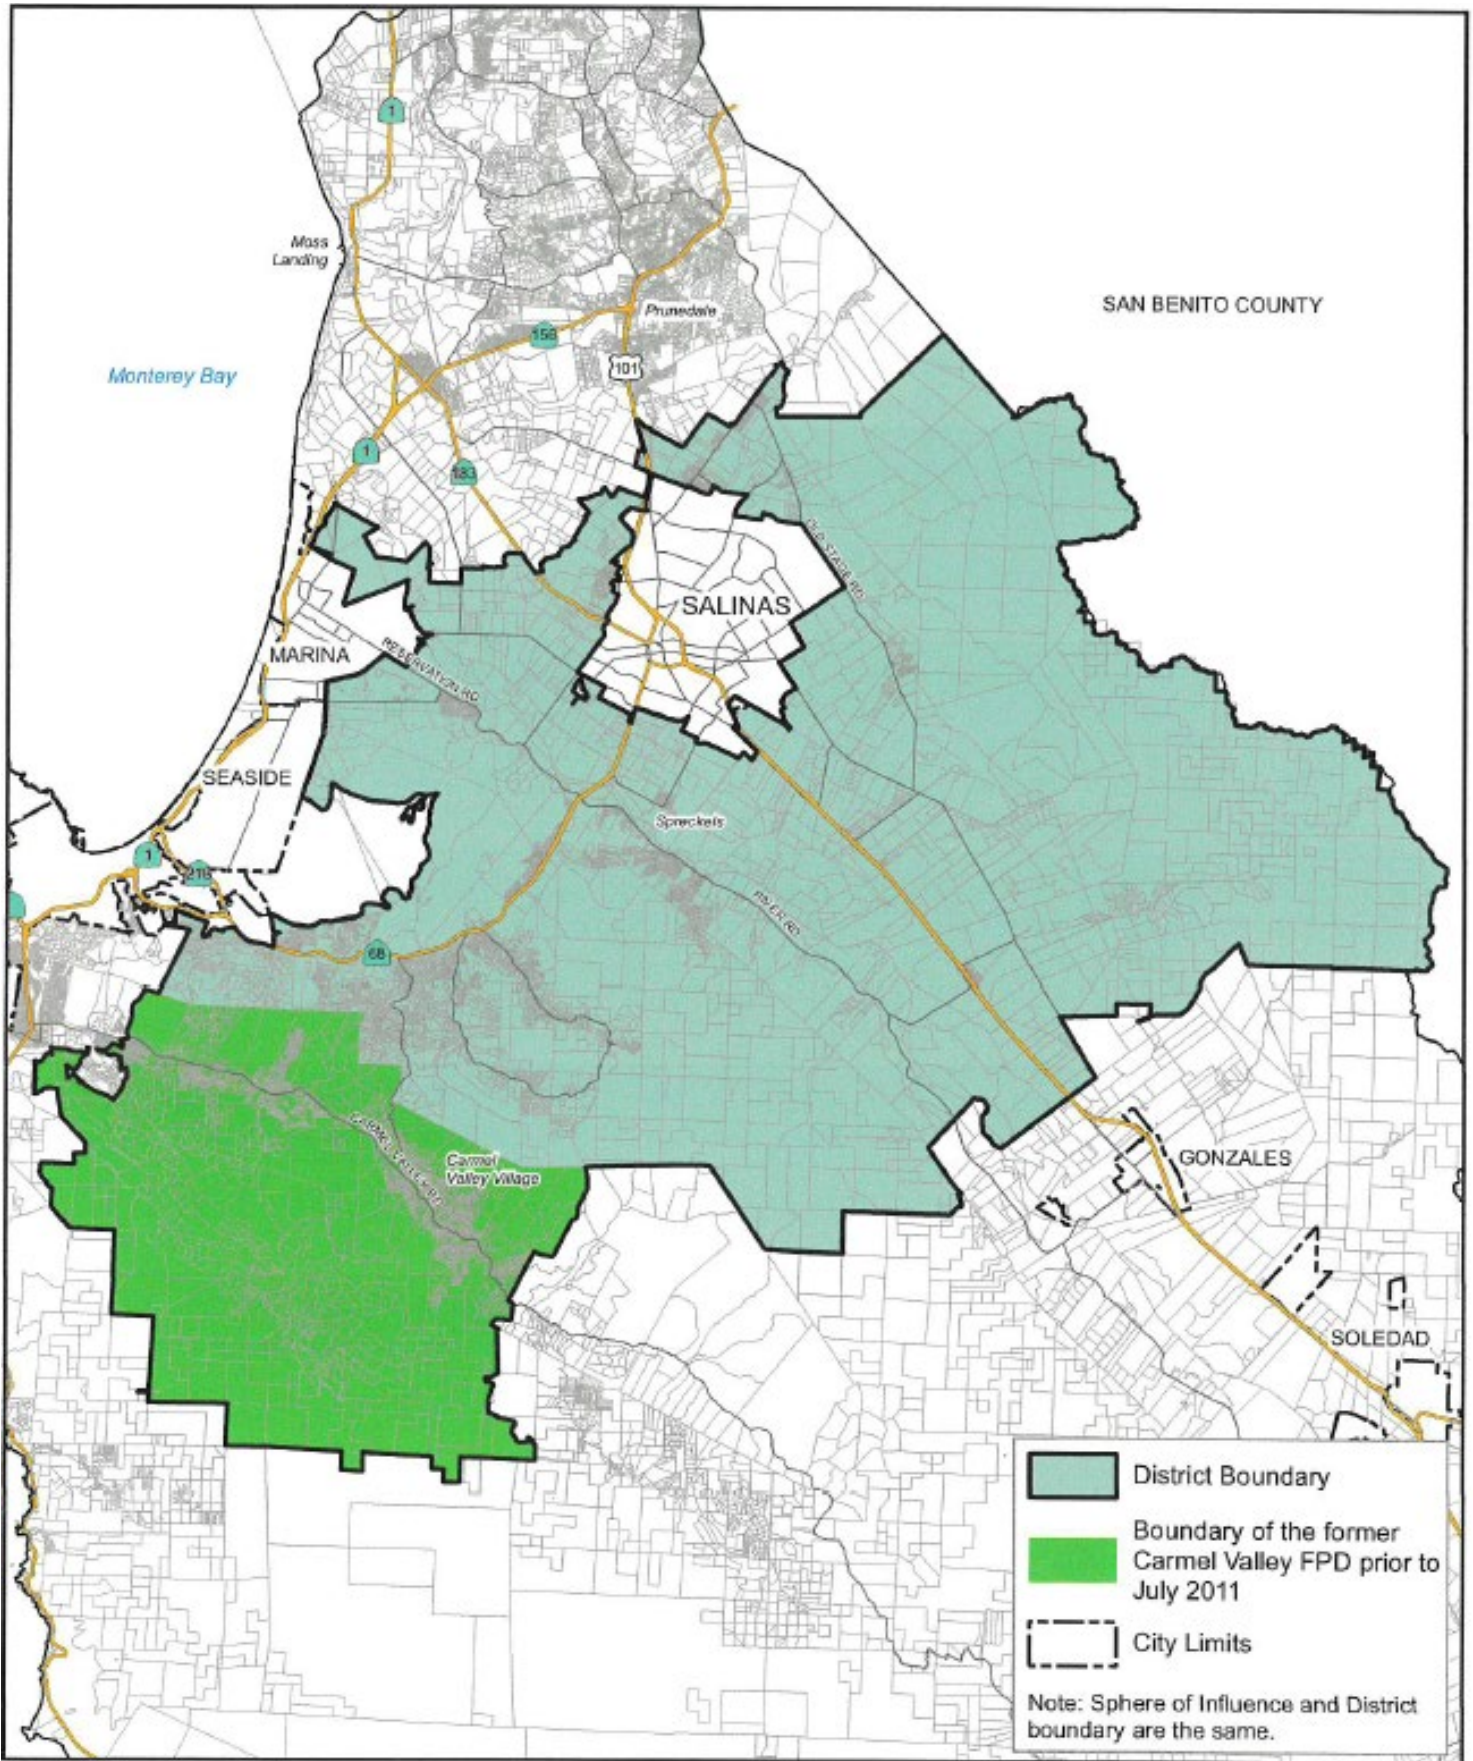 1
Moss
Landing
SAN BENITO COUNTY
Prunedale
156
101
Monterey Bay
1
183
OLD STAGE RD
SALINAS
MARINA
RESERVATION RD
SEASIDE
Spreckels
1
218
RIVER RD
68
CARMEL VALLEY RD
Carmel
Valley Village
GONZALES
SOLEDAD
District Boundary
Boundary of the former
Carmel Valley FPD prior to
July 2011
City Limits
Note: Sphere of Influence and District
boundary are the same.